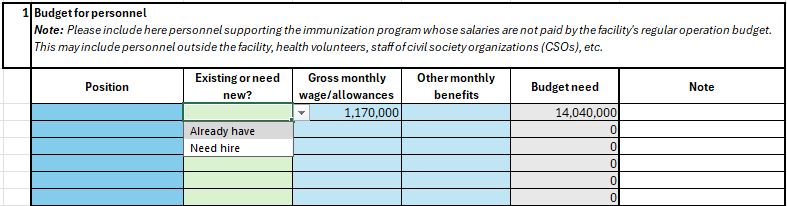 1 Budget for personnel
Note: Please include here personnel supporting the immunization program whose salaries are not paid by the facility's regular operation budget.
This may include personnel outside the facility, health volunteers, staff of civil society organizations (CSOs), etc.
Position Existing or need new? Gross monthly wage/allowances Other monthly benefits Budget need Note
1,170,000 14,040,000
Already have 0
Need hire 0
0
0
0